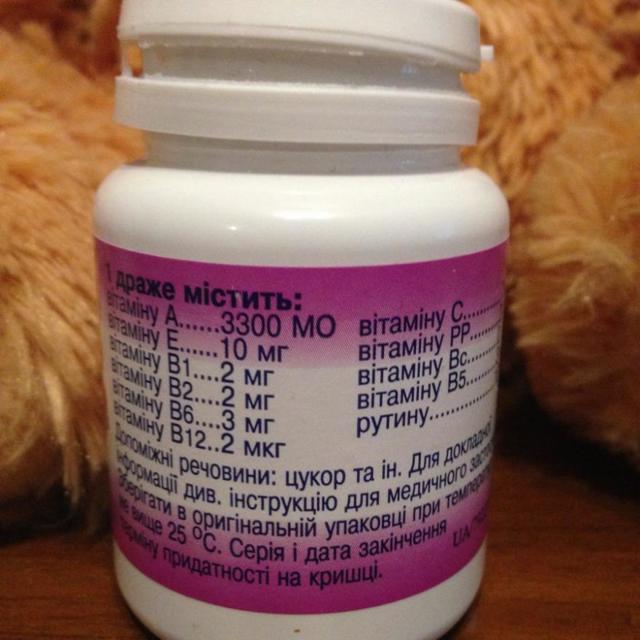 1 драже містить:
вітаміну А......3300 МО
вітаміну Е......10 мг
вітаміну В1....2 мг
вітаміну В2....2 мг
вітаміну В6....3 мг
вітаміну В12..2 мкг
вітаміну С......
вітаміну РР....
вітаміну Вс....
вітаміну В5....
рутину............
Допоміжні речовини: цукор та ін. Для докладної
інформації див. інструкцію для медичного
зберігати в оригінальній упаковці при
не вище 25 °С. Серія і дата закінчення
терміну придатності на кришці.
UA/